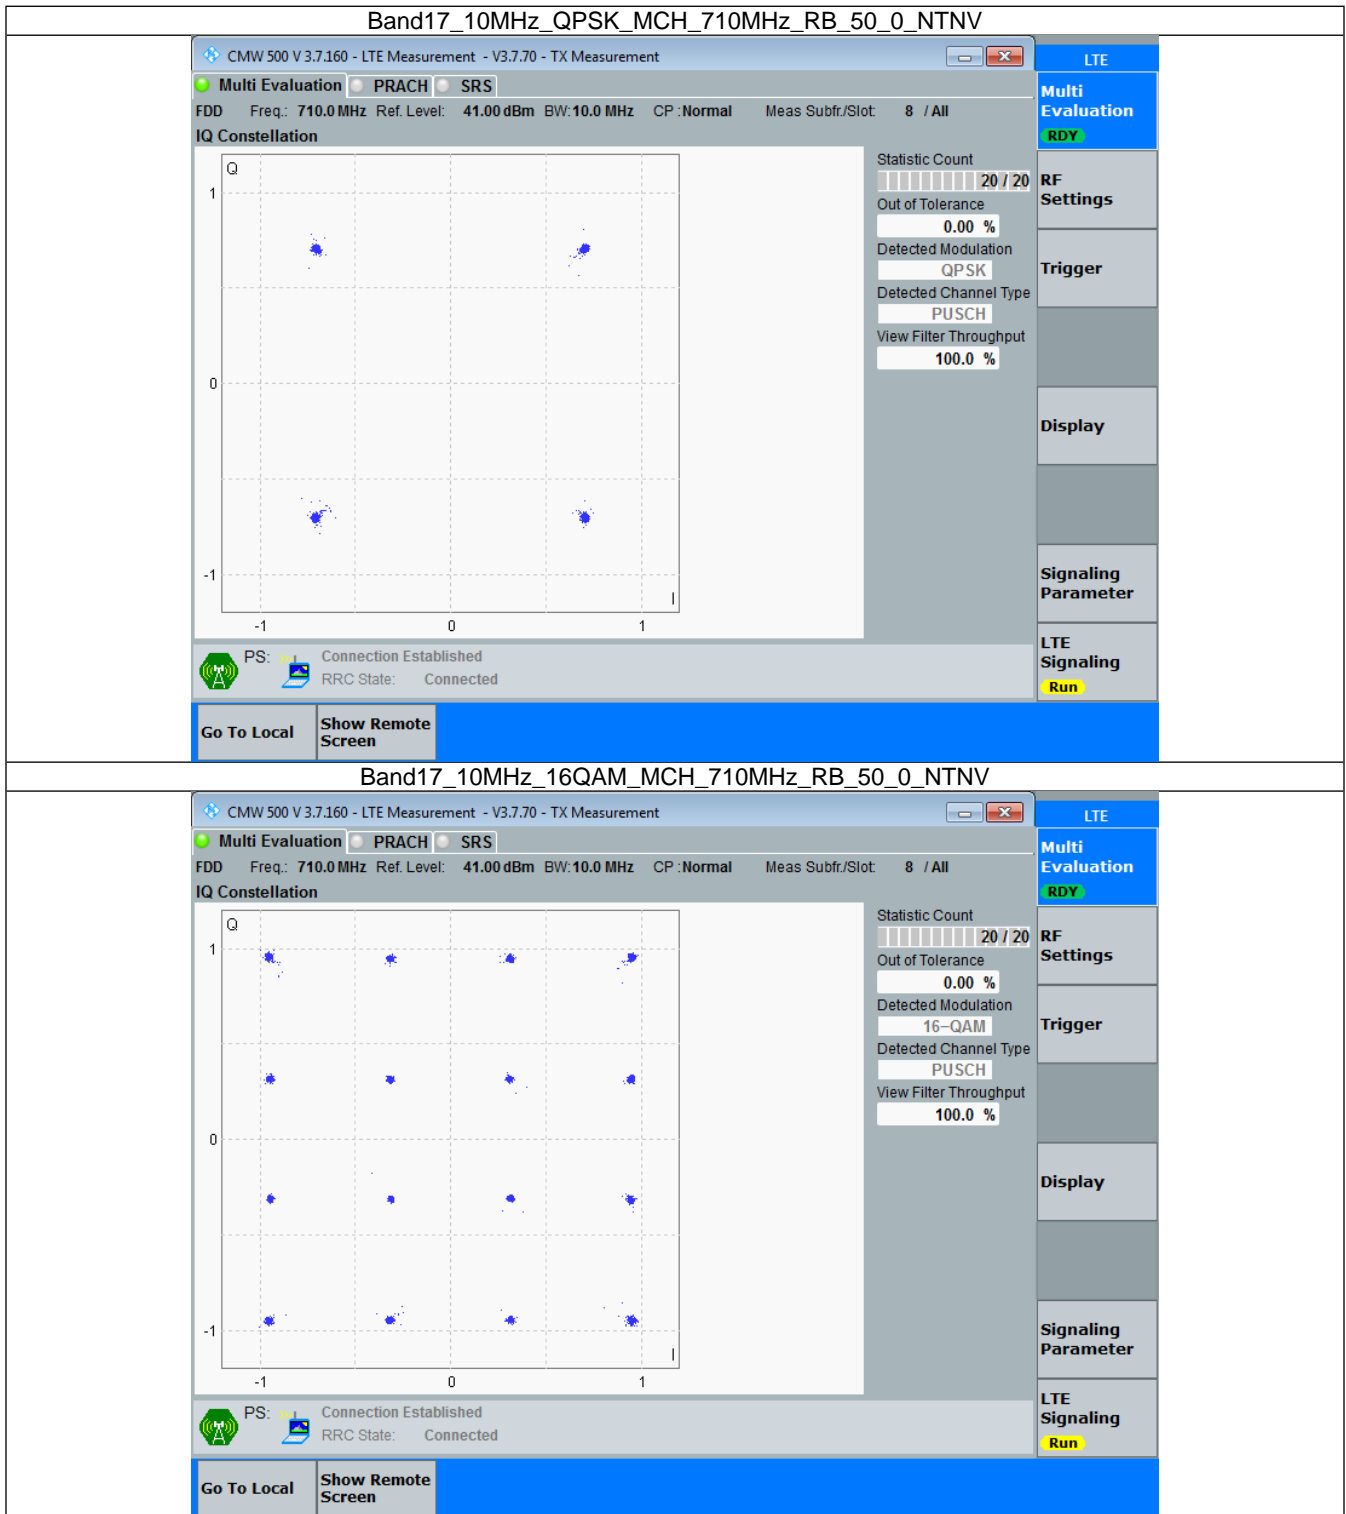 Band17_10MHz_QPSK_MCH_710MHz_RB_50_0_NTNV
CMW 500 V 3.7.160 - LTE Measurement - V3.7.70 - TX Measurement
LTE
Multi Evaluation PRACH SRS
Multi
Evaluation
RDY
FDD Freq.: 710.0 MHz Ref. Level: 41.00 dBm BW: 10.0 MHz CP : Normal Meas Subfr./Slot: 8 / All
IQ Constellation
Q
1
0
-1
I
-1 0 1
Statistic Count
20 / 20
Out of Tolerance
0.00 %
Detected Modulation
QPSK
Detected Channel Type
PUSCH
View Filter Throughput
100.0 %
RF
Settings
Trigger
Display
Signaling
Parameter
LTE
Signaling
Run
PS: Connection Established
RRC State: Connected
Go To Local
Show Remote
Screen
Band17_10MHz_16QAM_MCH_710MHz_RB_50_0_NTNV
CMW 500 V 3.7.160 - LTE Measurement - V3.7.70 - TX Measurement
LTE
Multi Evaluation PRACH SRS
Multi
Evaluation
RDY
FDD Freq.: 710.0 MHz Ref. Level: 41.00 dBm BW: 10.0 MHz CP : Normal Meas Subfr./Slot: 8 / All
IQ Constellation
Q
1
0
-1
I
-1 0 1
Statistic Count
20 / 20
Out of Tolerance
0.00 %
Detected Modulation
16-QAM
Detected Channel Type
PUSCH
View Filter Throughput
100.0 %
RF
Settings
Trigger
Display
Signaling
Parameter
LTE
Signaling
Run
PS: Connection Established
RRC State: Connected
Go To Local
Show Remote
Screen